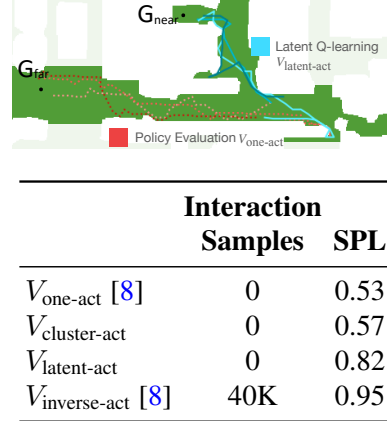 G_near
G_far
Latent Q-learning
V_latent-act
Policy Evaluation V_one-act
Interaction
Samples SPL
V_one-act [8] 0 0.53
V_cluster-act 0 0.57
V_latent-act 0 0.82
V_inverse-act [8] 40K 0.95